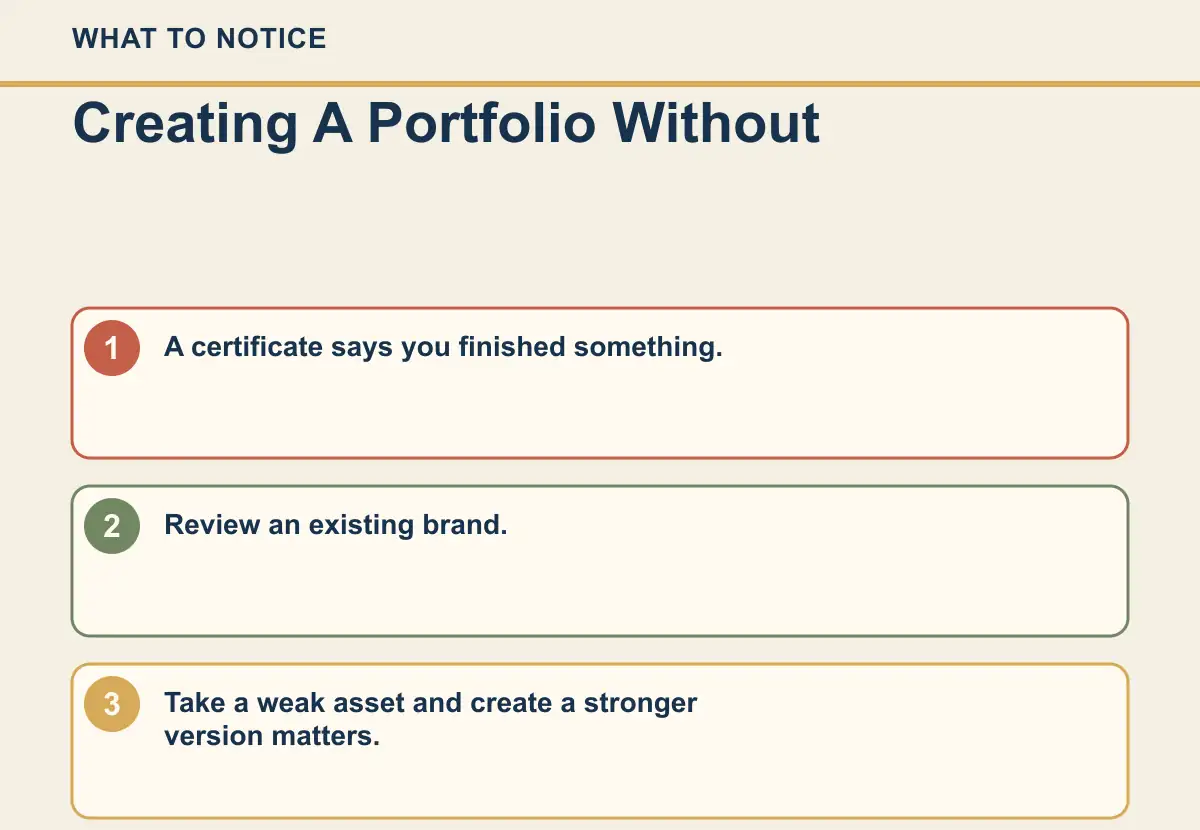 WHAT TO NOTICE
Creating A Portfolio Without
1
A certificate says you finished something.
2
Review an existing brand.
3
Take a weak asset and create a stronger
version matters.